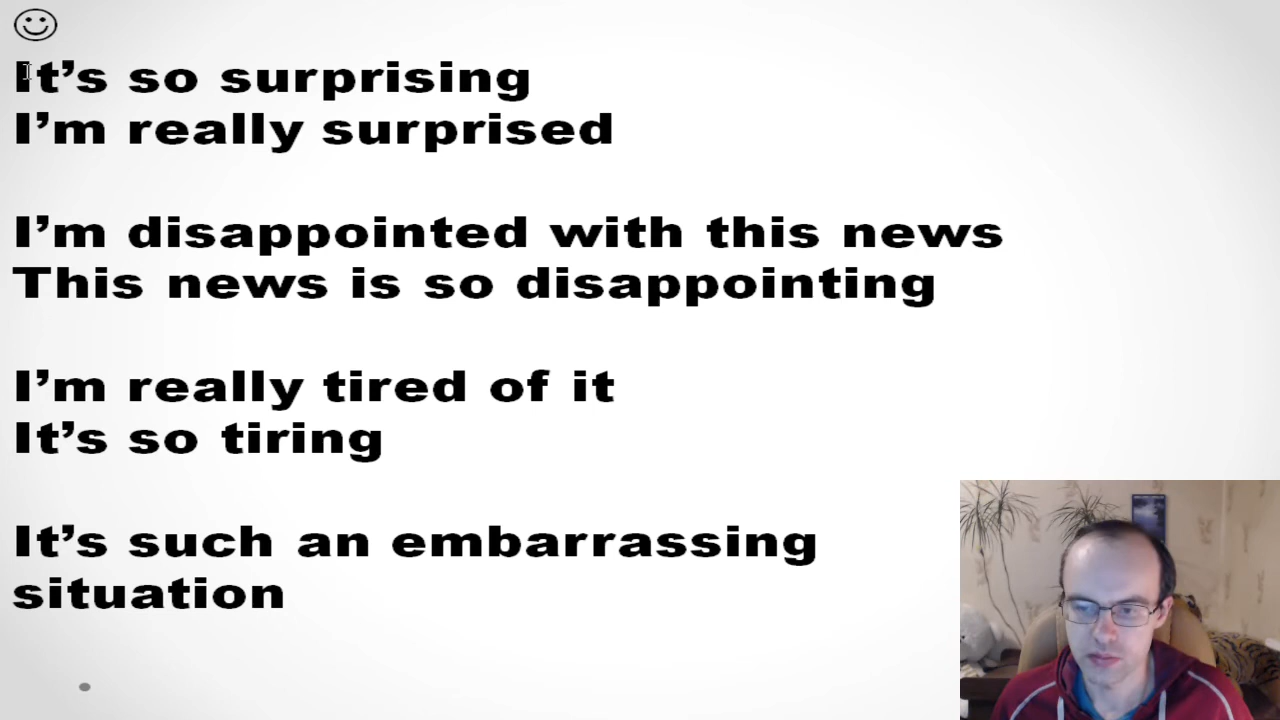 It’s so surprising
I’m really surprised
I’m disappointed with this news
This news is so disappointing
I’m really tired of it
It’s so tiring
It’s such an embarrassing
situation